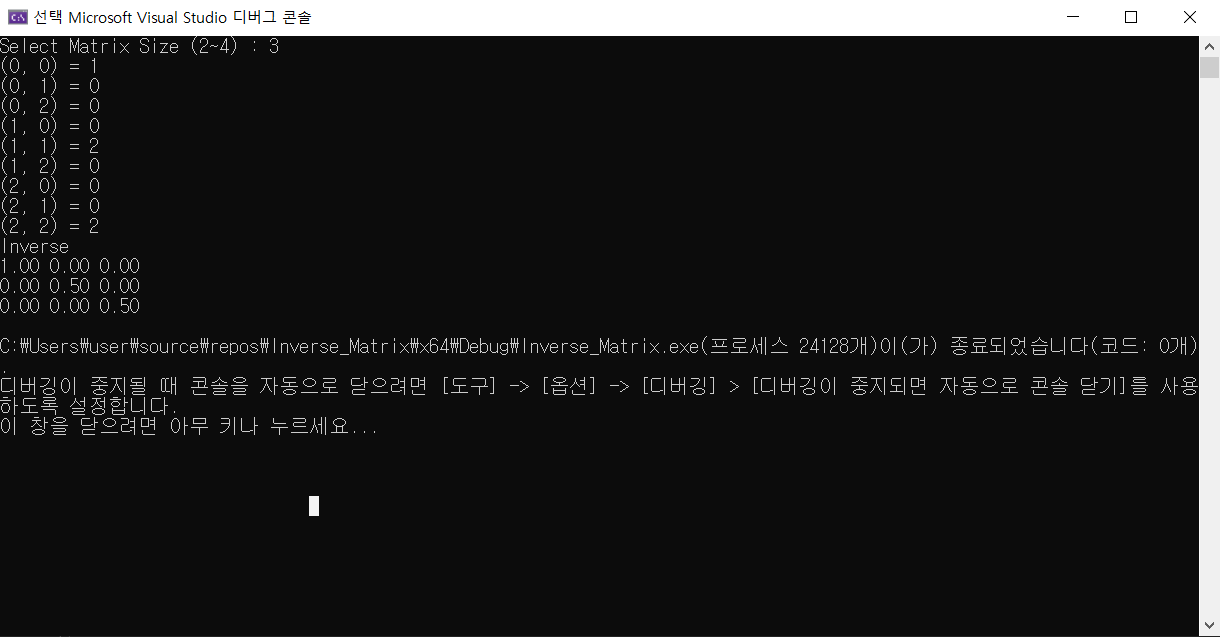 선택 Microsoft Visual Studio 디버그 콘솔
Select Matrix Size (2~4) : 3
(0, 0) = 1
(0, 1) = 0
(0, 2) = 0
(1, 0) = 0
(1, 1) = 2
(1, 2) = 0
(2, 0) = 0
(2, 1) = 0
(2, 2) = 2
Inverse
1.00 0.00 0.00
0.00 0.50 0.00
0.00 0.00 0.50
C:₩Users₩user₩source₩repos₩Inverse_Matrix₩x64₩Debug₩Inverse_Matrix.exe(프로세스 24128개)이(가) 종료되었습니다(코드: 0개)
.
디버깅이 중지될 때 콘솔을 자동으로 닫으려면 [도구] -> [옵션] -> [디버깅] > [디버깅이 중지되면 자동으로 콘솔 닫기]를 사용
하도록 설정합니다.
이 창을 닫으려면 아무 키나 누르세요...